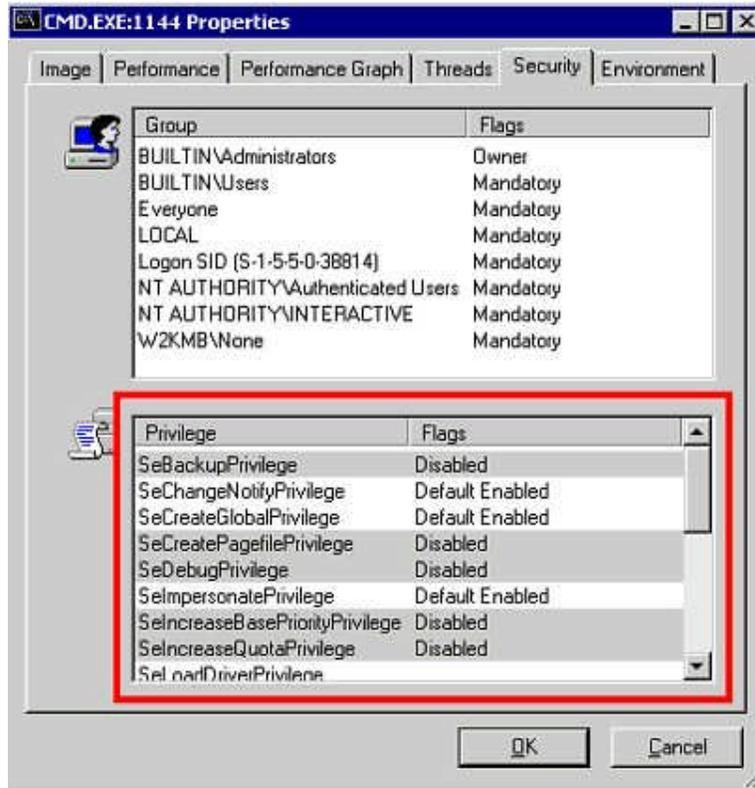 CMD.EXE:1144 Properties
Image Performance Performance Graph Threads Security Environment
Group Flags
BUILTIN\Administrators Owner
BUILTIN\Users Mandatory
Everyone Mandatory
LOCAL Mandatory
Logon SID (S-1-5-5-0-38814) Mandatory
NT AUTHORITY\Authenticated Users Mandatory
NT AUTHORITY\INTERACTIVE Mandatory
W2KMB\None Mandatory
Privilege Flags
SeBackupPrivilege Disabled
SeChangeNotifyPrivilege Default Enabled
SeCreateGlobalPrivilege Default Enabled
SeCreatePagefilePrivilege Disabled
SeDebugPrivilege Disabled
SeImpersonatePrivilege Default Enabled
SeIncreaseBasePriorityPrivilege Disabled
SeIncreaseQuotaPrivilege Disabled
SeLoadDriverPrivilege
OK Cancel